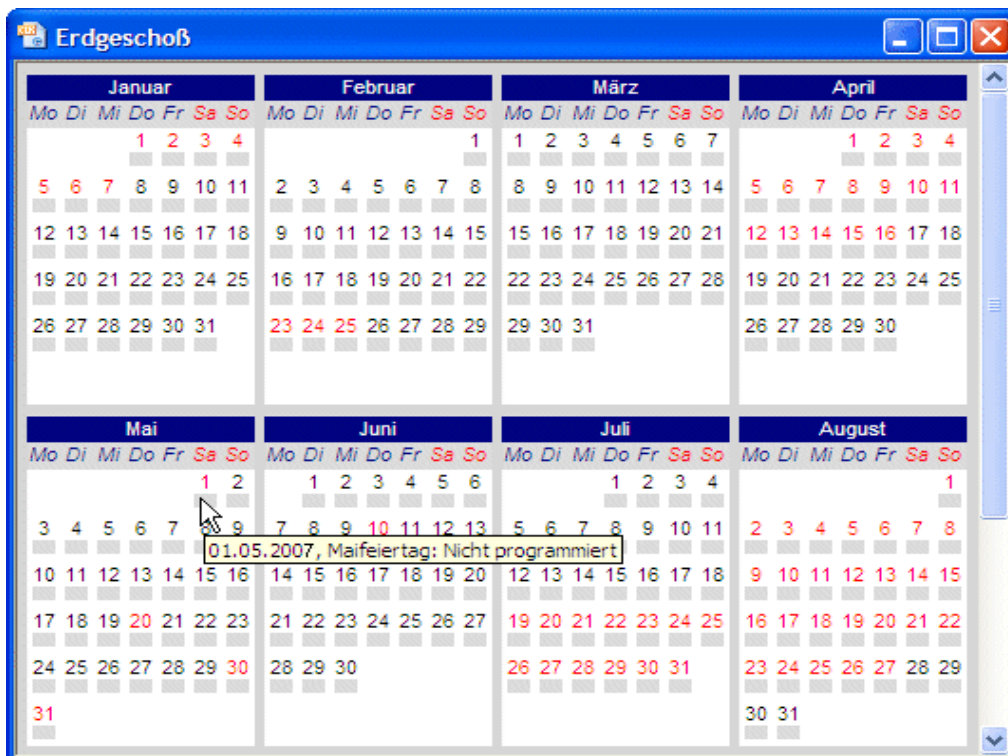 Erdgeschoß
Januar Februar März April
Mo Di Mi Do Fr Sa So Mo Di Mi Do Fr Sa So Mo Di Mi Do Fr Sa So Mo Di Mi Do Fr Sa So
1 2 3 4 1 1 2 3 4 5 6 7 1 2 3 4
5 6 7 8 9 10 11 2 3 4 5 6 7 8 8 9 10 11 12 13 14 5 6 7 8 9 10 11
12 13 14 15 16 17 18 9 10 11 12 13 14 15 15 16 17 18 19 20 21 12 13 14 15 16 17 18
19 20 21 22 23 24 25 16 17 18 19 20 21 22 22 23 24 25 26 27 28 19 20 21 22 23 24 25
26 27 28 29 30 31 23 24 25 26 27 28 29 29 30 31 26 27 28 29 30
Mai Juni Juli August
Mo Di Mi Do Fr Sa So Mo Di Mi Do Fr Sa So Mo Di Mi Do Fr Sa So Mo Di Mi Do Fr Sa So
1 2 1 2 3 4 5 6 1 2 3 4 1
3 4 5 6 7 8 9 7 8 9 10 11 12 13 5 6 7 8 9 10 11 2 3 4 5 6 7 8
01.05.2007, Maifeiertag: Nicht programmiert
10 11 12 13 14 15 16 14 15 16 17 18 19 20 12 13 14 15 16 17 18 9 10 11 12 13 14 15
17 18 19 20 21 22 23 21 22 23 24 25 26 27 19 20 21 22 23 24 25 16 17 18 19 20 21 22
24 25 26 27 28 29 30 28 29 30 26 27 28 29 30 31 23 24 25 26 27 28 29
31 30 31